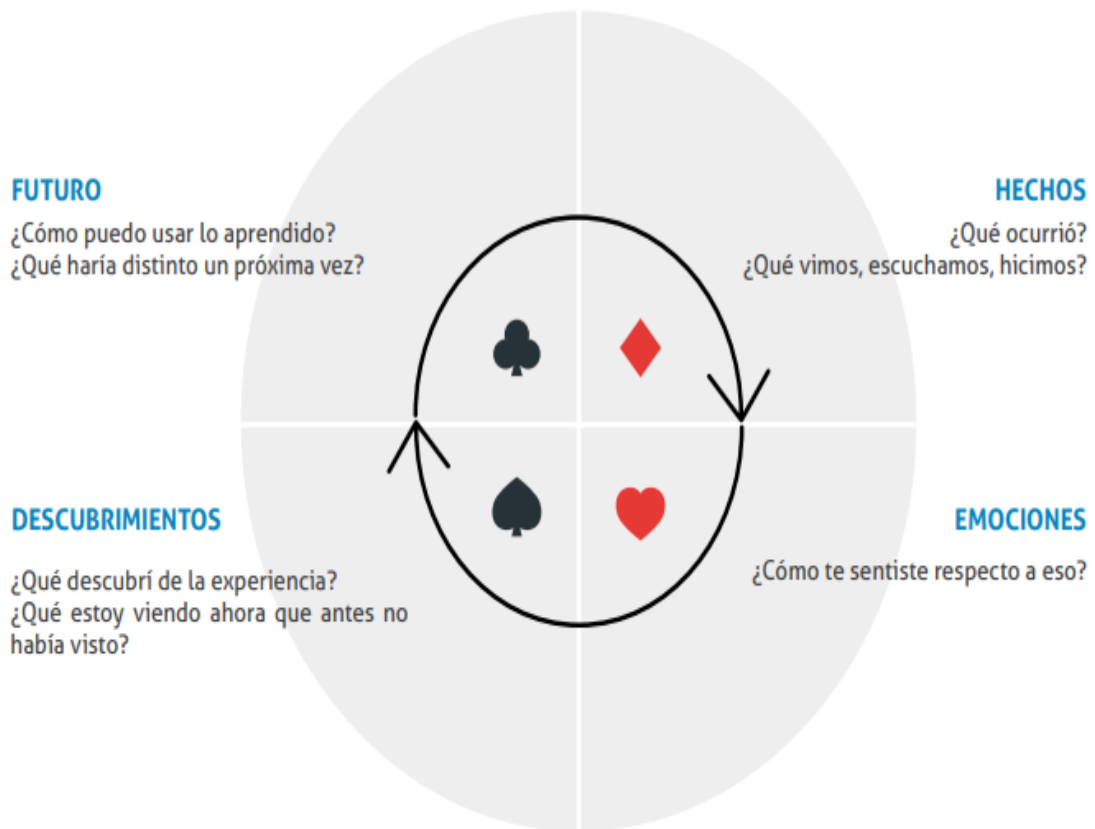 FUTURO
¿Cómo puedo usar lo aprendido?
¿Qué haría distinto un próxima vez?
HECHOS
¿Qué ocurrió?
¿Qué vimos, escuchamos, hicimos?
DESCUBRIMIENTOS
¿Qué descubrí de la experiencia?
¿Qué estoy viendo ahora que antes no
había visto?
EMOCIONES
¿Cómo te sentiste respecto a eso?